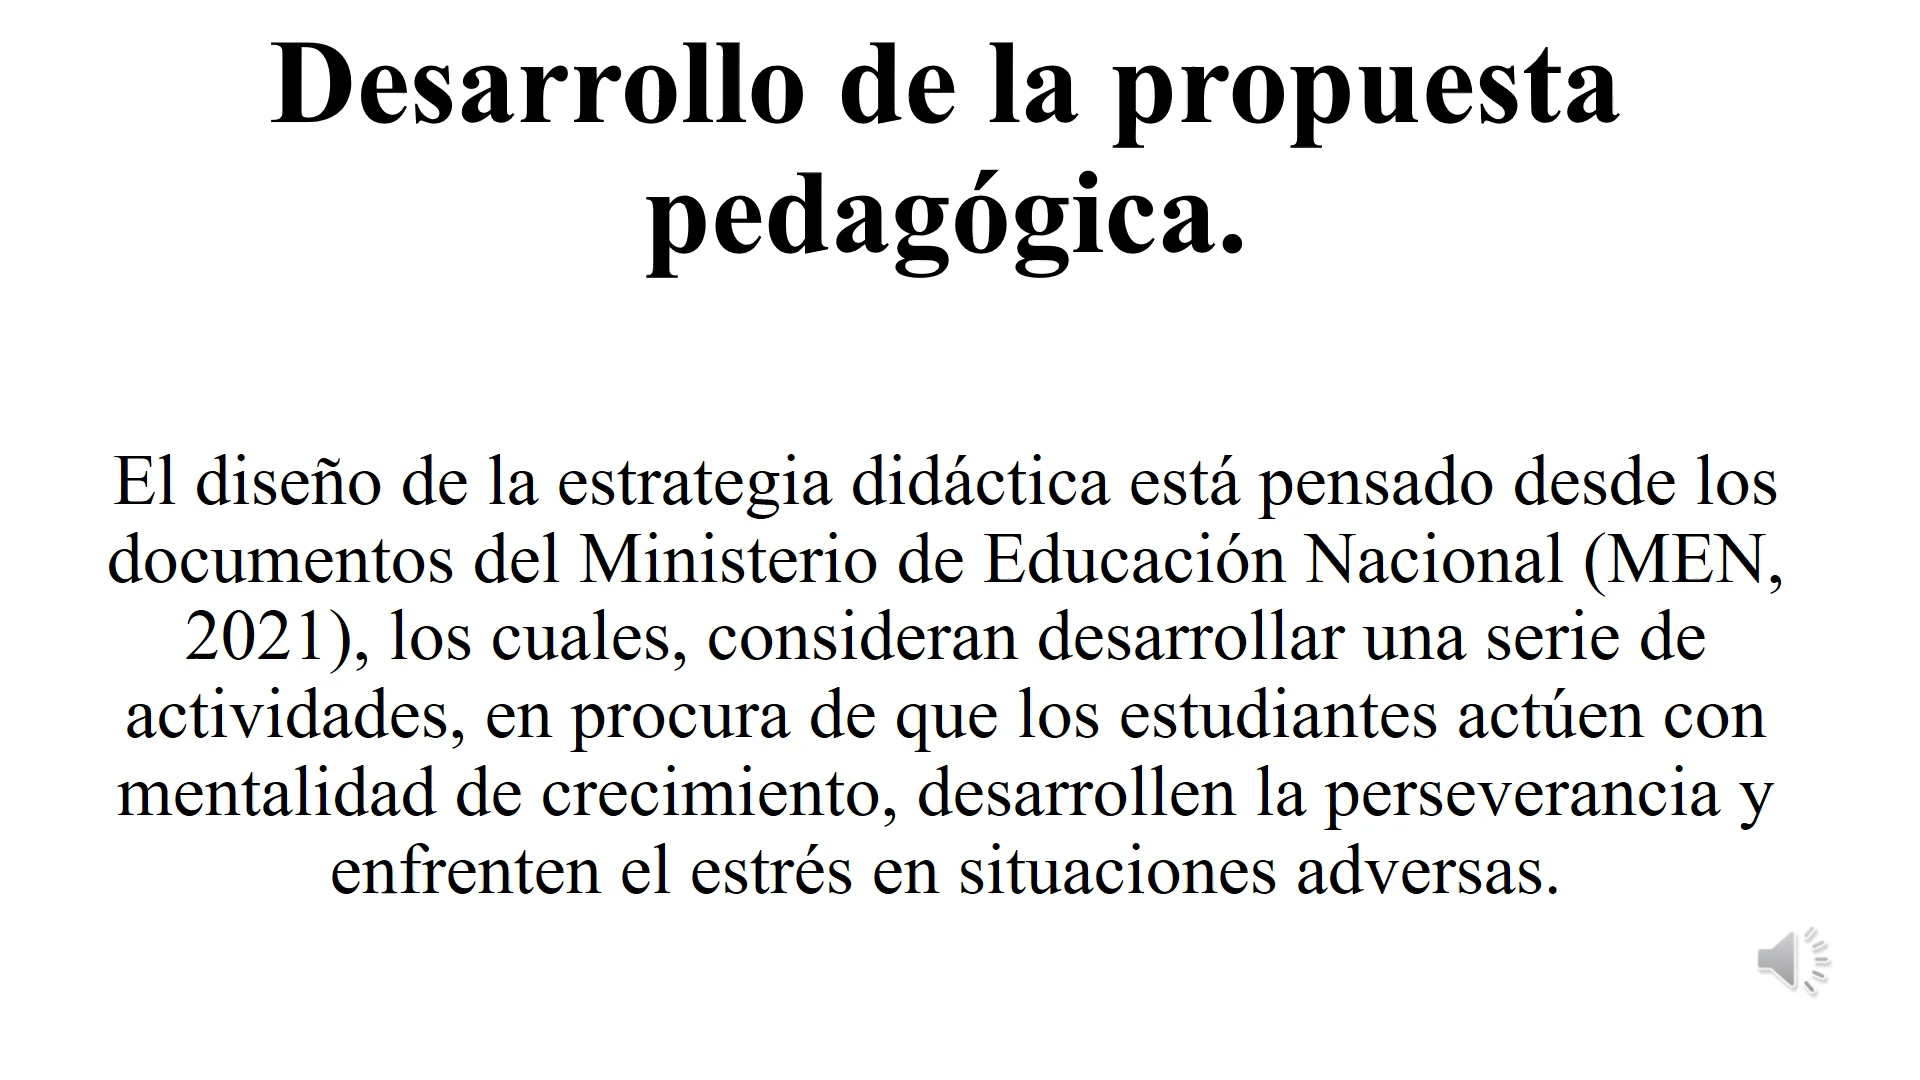 Desarrollo de la propuesta
pedagógica.
El diseño de la estrategia didáctica está pensado desde los
documentos del Ministerio de Educación Nacional (MEN,
2021), los cuales, consideran desarrollar una serie de
actividades, en procura de que los estudiantes actúen con
mentalidad de crecimiento, desarrollen la perseverancia y
enfrenten el estrés en situaciones adversas.